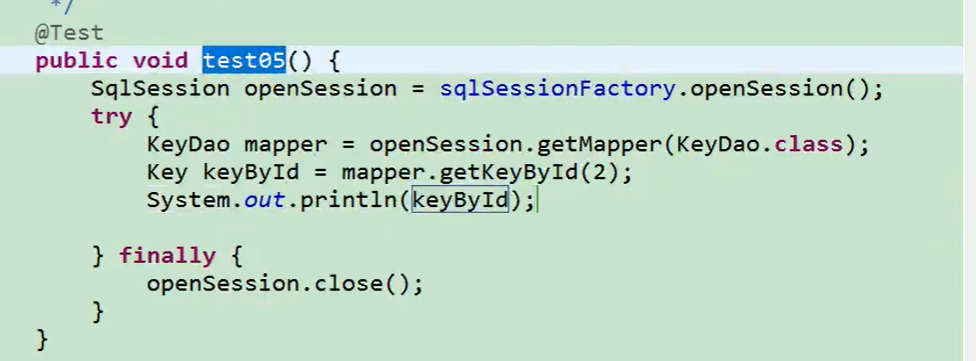 */
@Test
public void test05() {
SqlSession openSession = sqlSessionFactory.openSession();
try {
KeyDao mapper = openSession.getMapper(KeyDao.class);
Key keyById = mapper.getKeyById(2);
System.out.println(keyById);
} finally {
openSession.close();
}
}